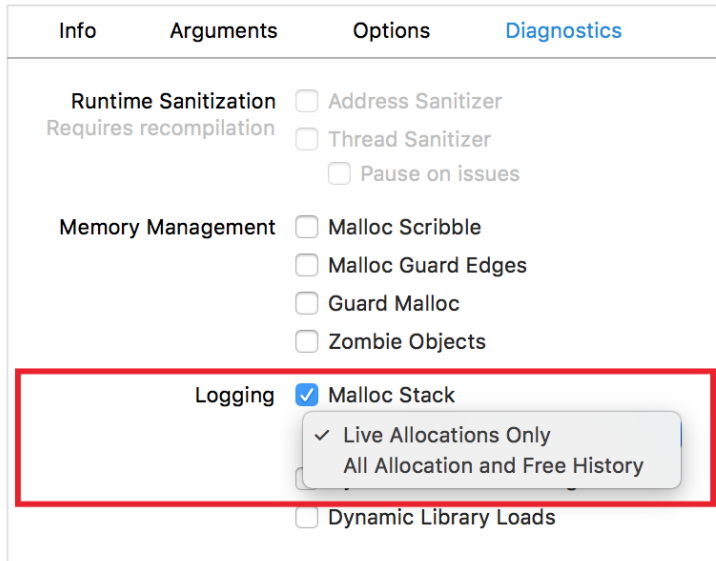 Info Arguments Options Diagnostics
Runtime Sanitization Address Sanitizer
Requires recompilation Thread Sanitizer
Pause on issues
Memory Management Malloc Scribble
Malloc Guard Edges
Guard Malloc
Zombie Objects
Logging Malloc Stack
Live Allocations Only
All Allocation and Free History
Dynamic Library Loads